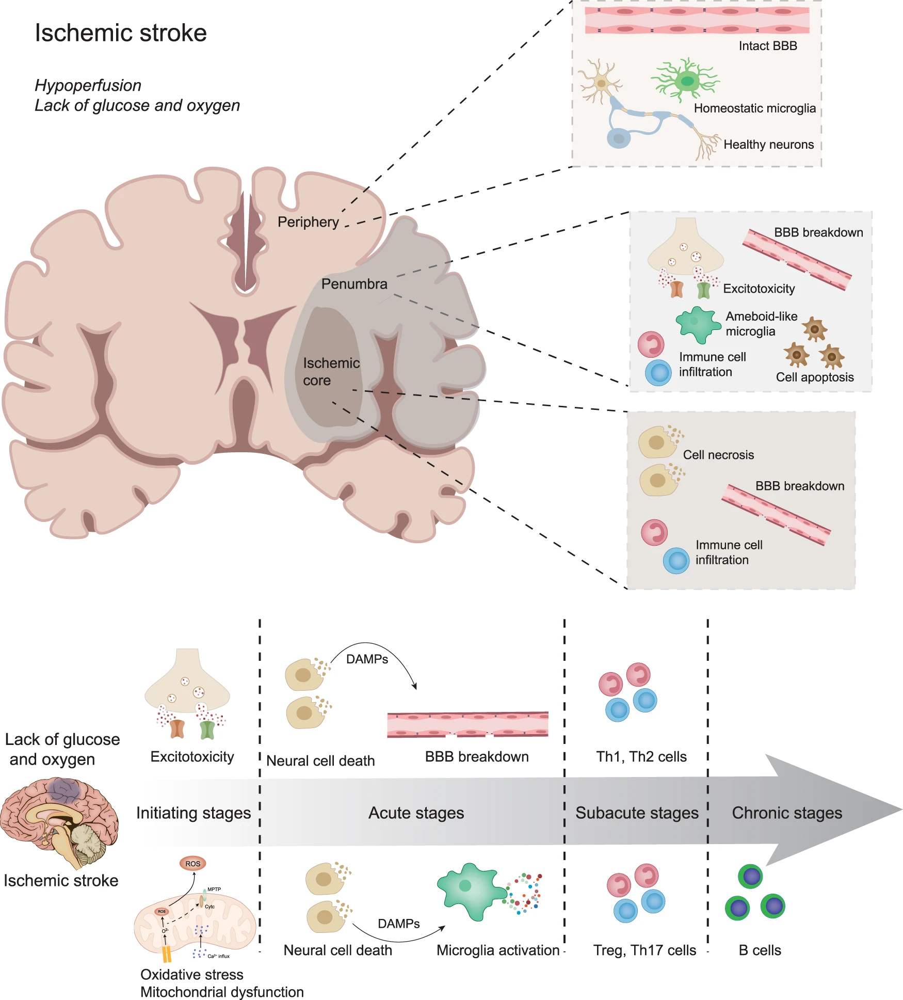 Ischemic stroke
Hypoperfusion
Lack of glucose and oxygen
Intact BBB
Homeostatic microglia
Healthy neurons
Periphery
Penumbra
Ischemic
core
BBB breakdown
Excitotoxicity
Ameboid-like
microglia
Immune cell
infiltration
Cell apoptosis
Cell necrosis
BBB breakdown
Immune cell
infiltration
Lack of glucose
and oxygen
Ischemic stroke
Excitotoxicity
Neural cell death
DAMPs
BBB breakdown
Th1, Th2 cells
Initiating stages
Acute stages
Subacute stages
Chronic stages
ROS
MPTP
Cytc
ROS
O²⁻
Ca²⁺ influx
Oxidative stress
Mitochondrial dysfunction
Neural cell death
DAMPs
Microglia activation
Treg, Th17 cells
B cells